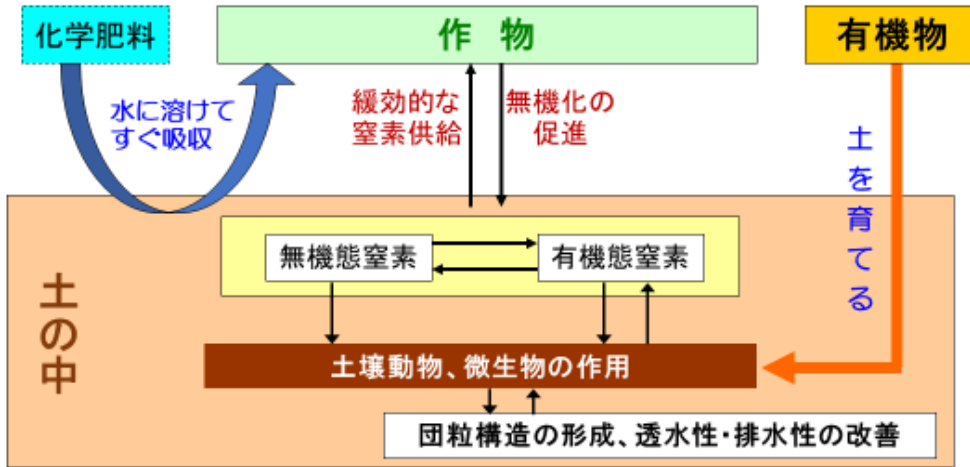 化学肥料
作物
有機物
水に溶けて
すぐ吸収
緩効的な
窒素供給
無機化の
促進
土を育てる
土の中
無機態窒素
有機態窒素
土壌動物、微生物の作用
団粒構造の形成、透水性・排水性の改善